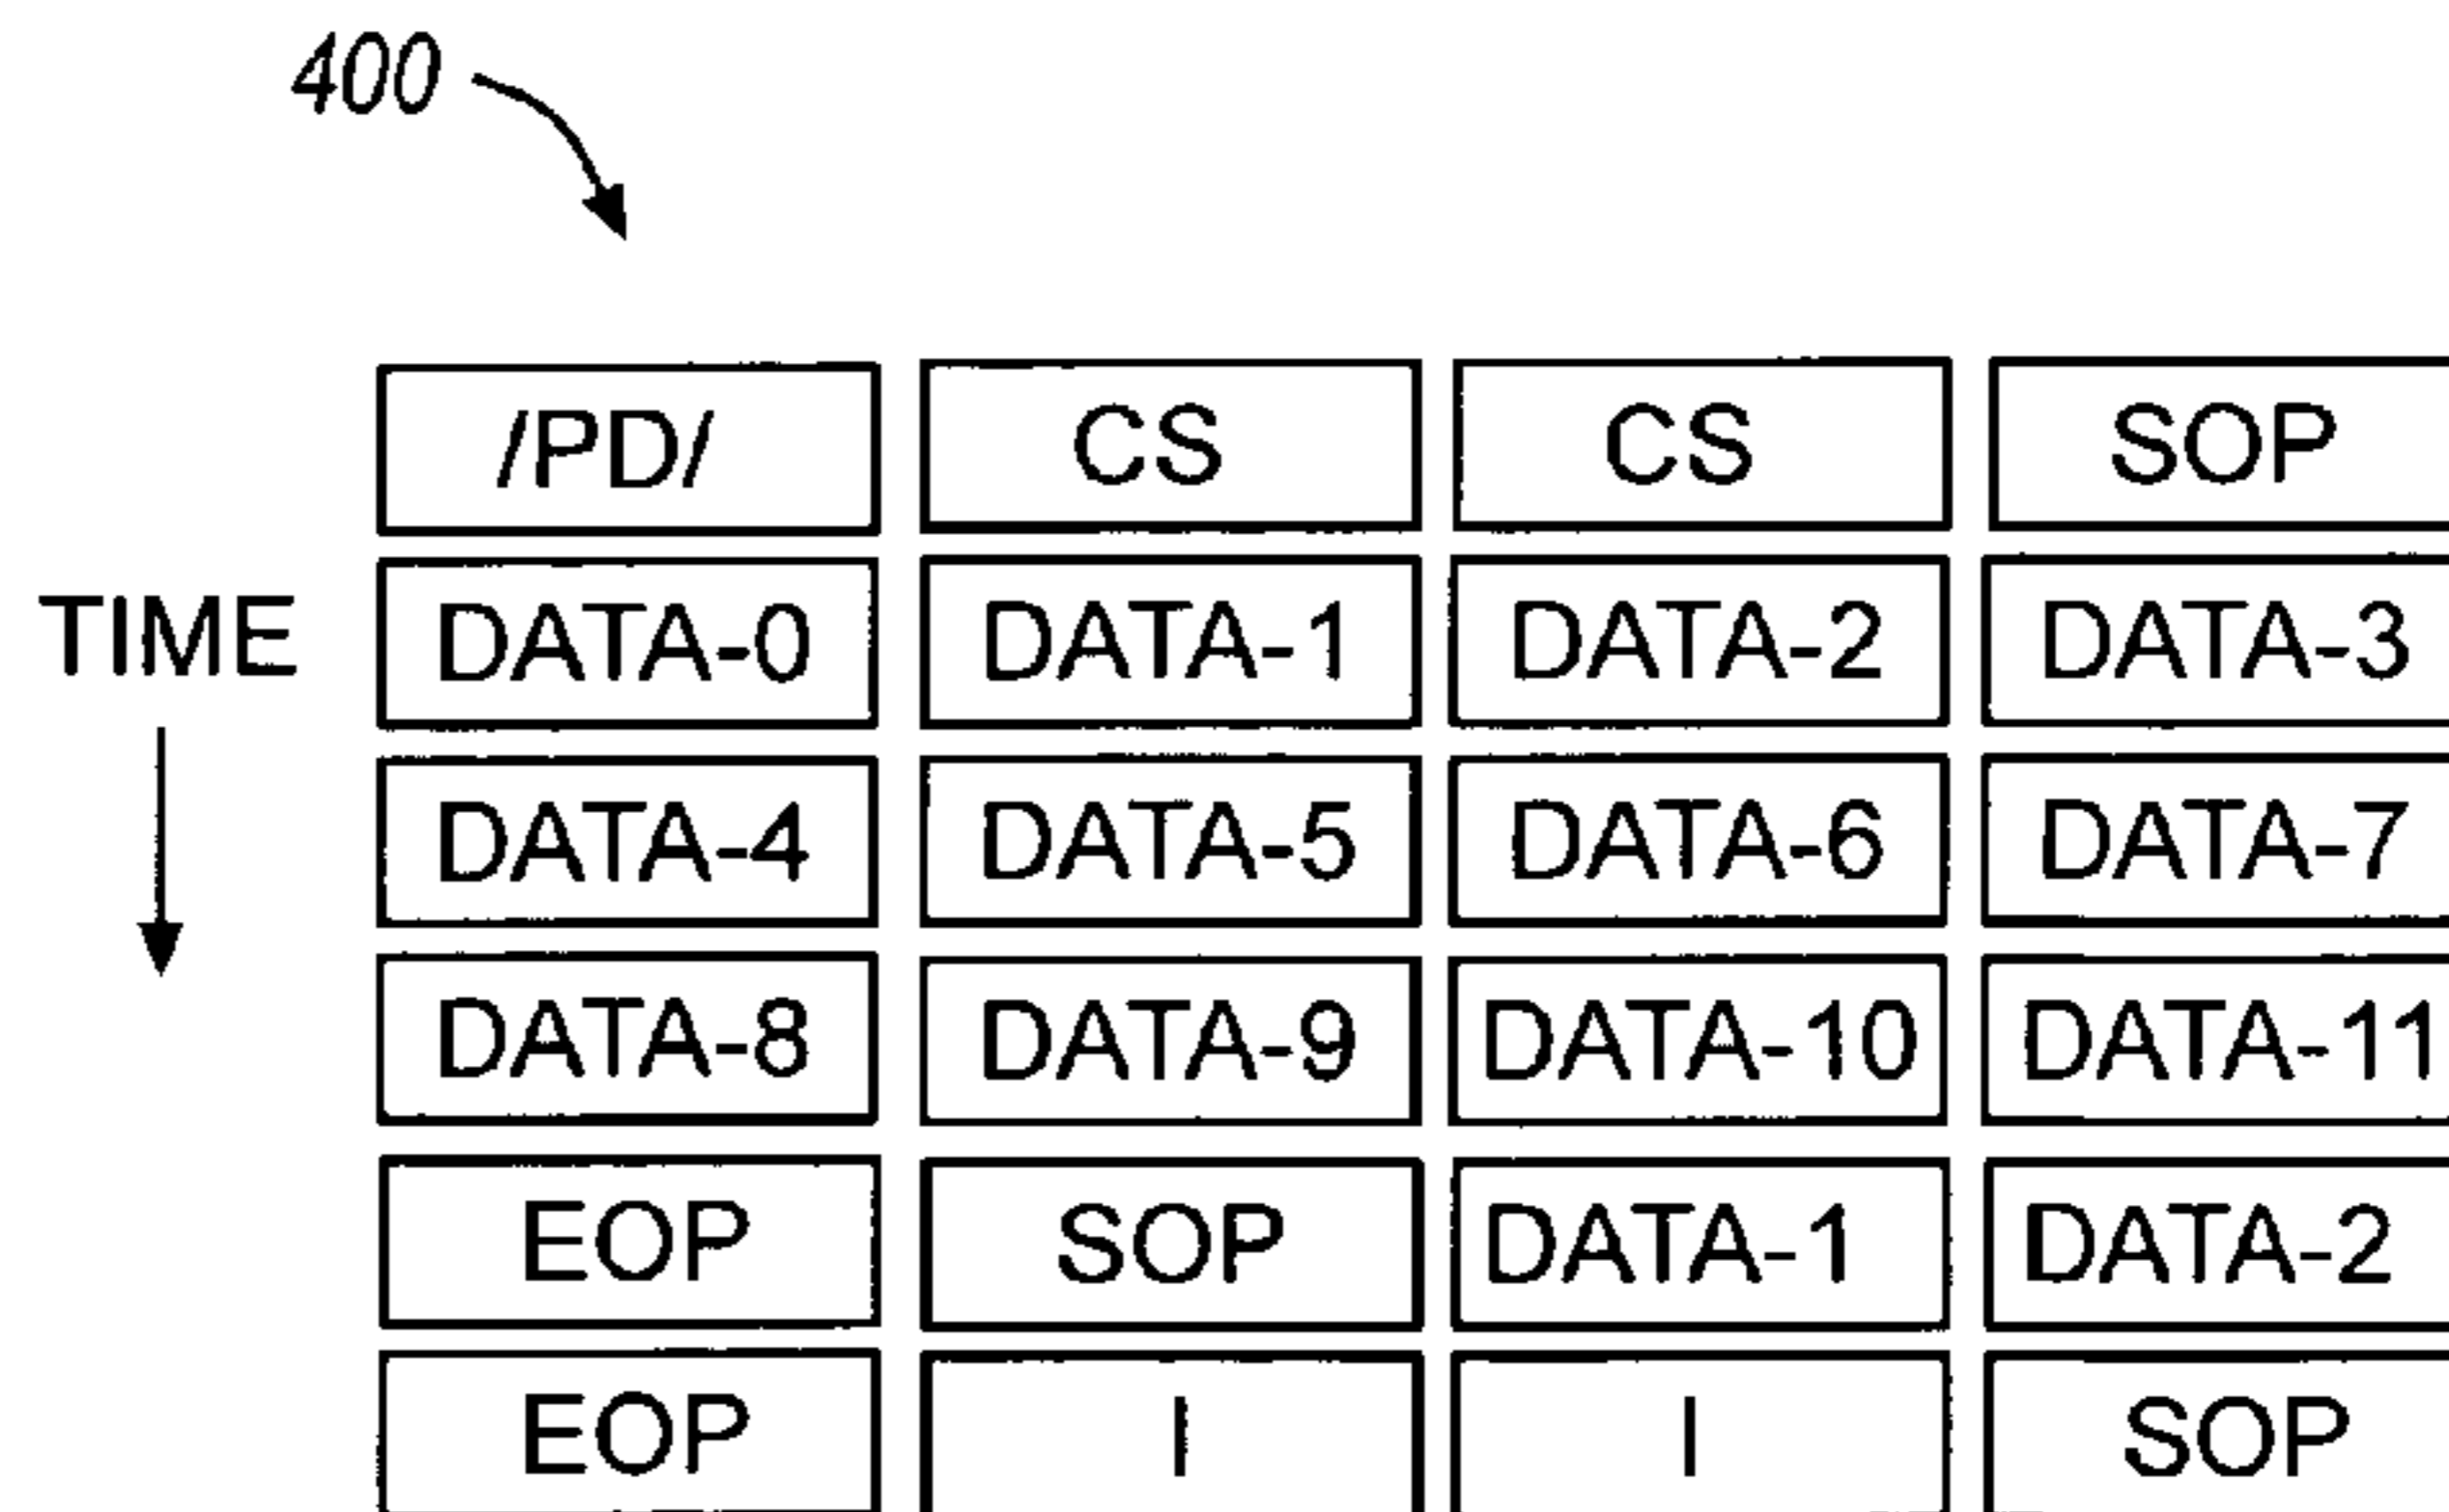 400
/PD/ CS CS SOP
TIME
DATA-0 DATA-1 DATA-2 DATA-3
DATA-4 DATA-5 DATA-6 DATA-7
DATA-8 DATA-9 DATA-10 DATA-11
EOP SOP DATA-1 DATA-2
EOP I I SOP